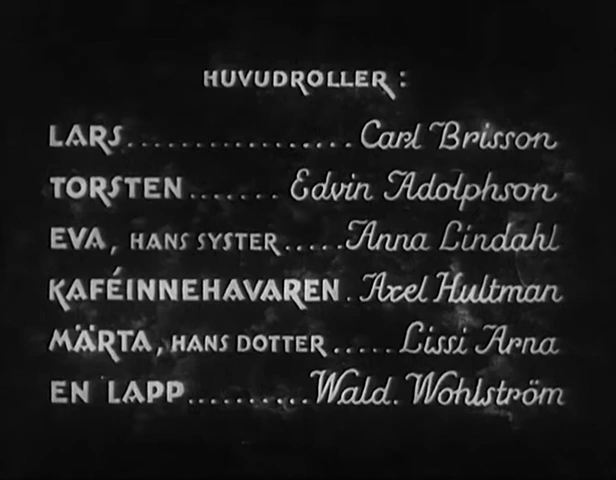 HUVUDROLLER:
LARS.................. Carl Brisson
TORSTEN ....... Edvin Adolphson
EVA, HANS SYSTER.....Anna Lindahl
KAFÉINNEHAVAREN . Axel Hultman
MÄRTA, HANS DOTTER ..... Lissi Arna
EN LAPP..........Wald. Wohlström